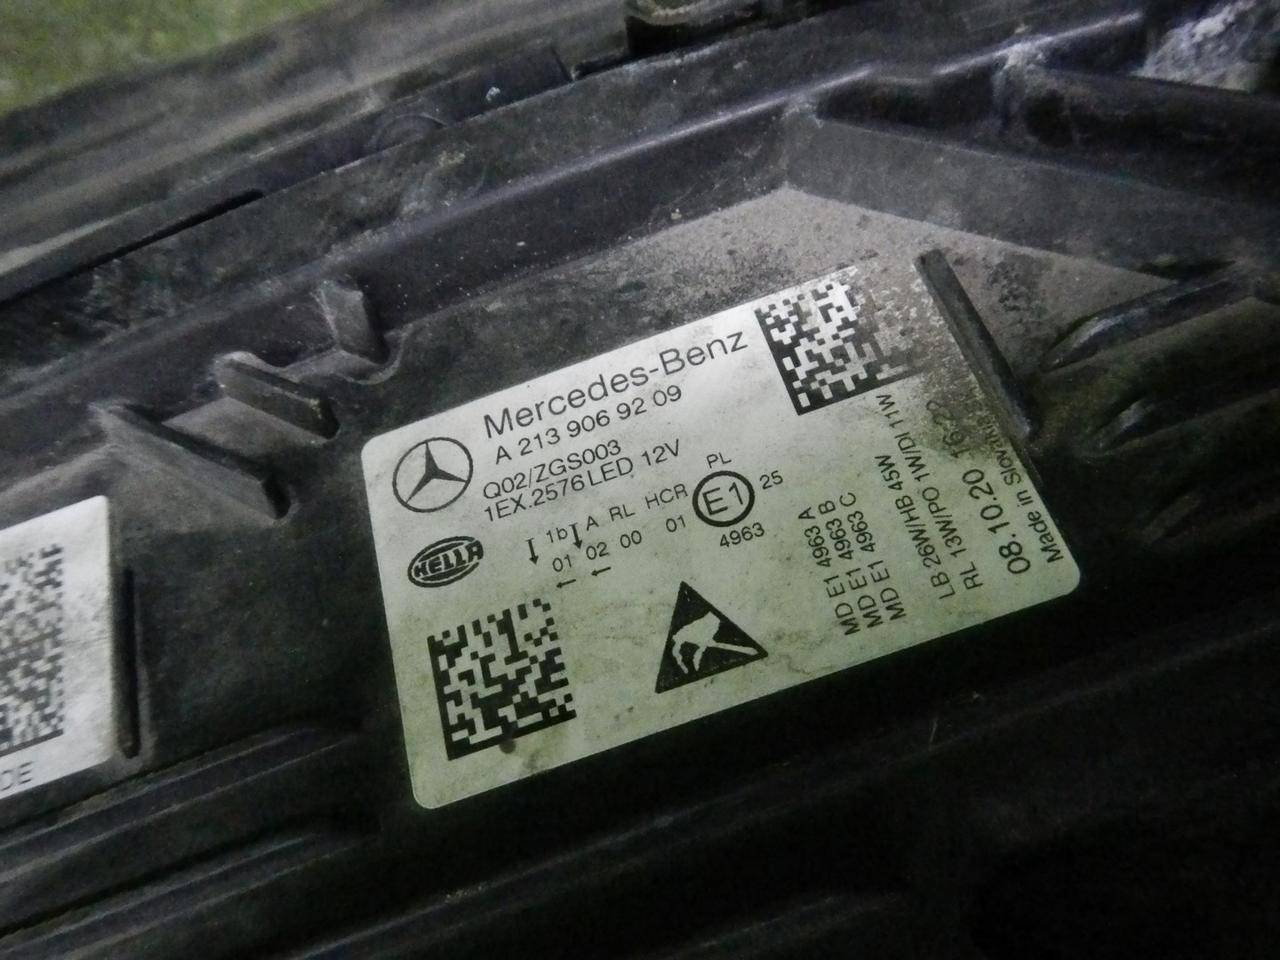 Mercedes-Benz
A 213 906 92 09
Q02/ZGS003
1EX.2576 LED 12V
HELLA
1b A RL HCR PL
01 02 00 01 E1 25
4963
MD E1 4963 A
MD E1 4963 B
MD E1 4963 C
LB 26W/HB 45W
RL 13W/PO 1W/DI 11W
08.10.20
Made in Slovenia
DE